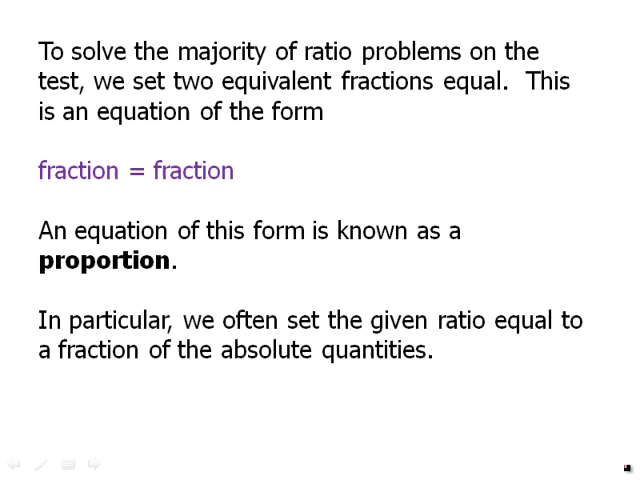 To solve the majority of ratio problems on the
test, we set two equivalent fractions equal.  This
is an equation of the form
fraction = fraction
An equation of this form is known as a
proportion.
In particular, we often set the given ratio equal to
a fraction of the absolute quantities.